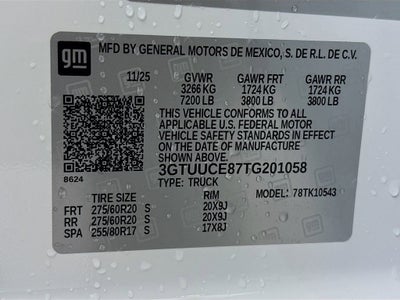 gm
MFD BY GENERAL MOTORS DE MEXICO, S. DE R.L. DE C.V.
11/25 GVWR GAWR FRT GAWR RR
3266 KG 1724 KG 1724 KG
7200 LB 3800 LB 3800 LB
THIS VEHICLE CONFORMS TO ALL
APPLICABLE U.S. FEDERAL MOTOR
VEHICLE SAFETY STANDARDS IN EFFECT
ON THE DATE OF MANUFACTURE
SHOWN ABOVE.
8624
3GTUUCE87TG201058
TYPE: TRUCK MODEL: 78TK10543
TIRE SIZE RIM
FRT 275/60R20 S 20X9J
RR 275/60R20 S 20X9J
SPA 255/80R17 S 17X8J